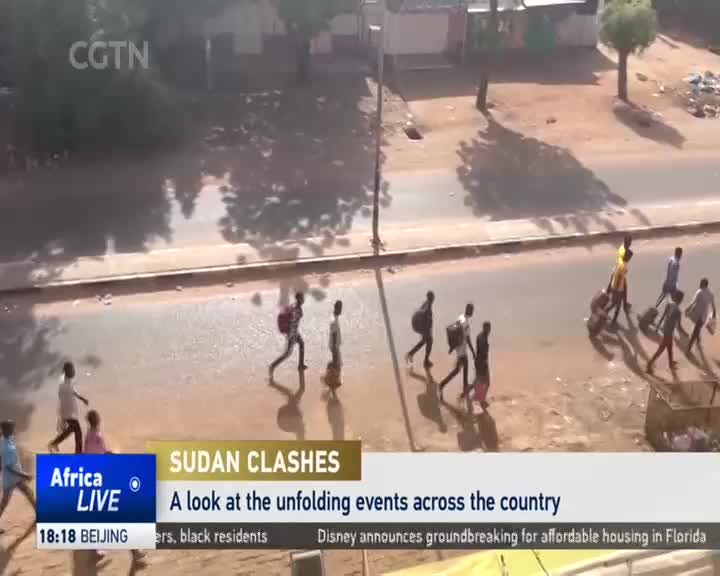 CGTN
SUDAN CLASHES
Africa
LIVE
A look at the unfolding events across the country
18:18 BEIJING
ers, black residents Disney announces groundbreaking for affordable housing in Florida